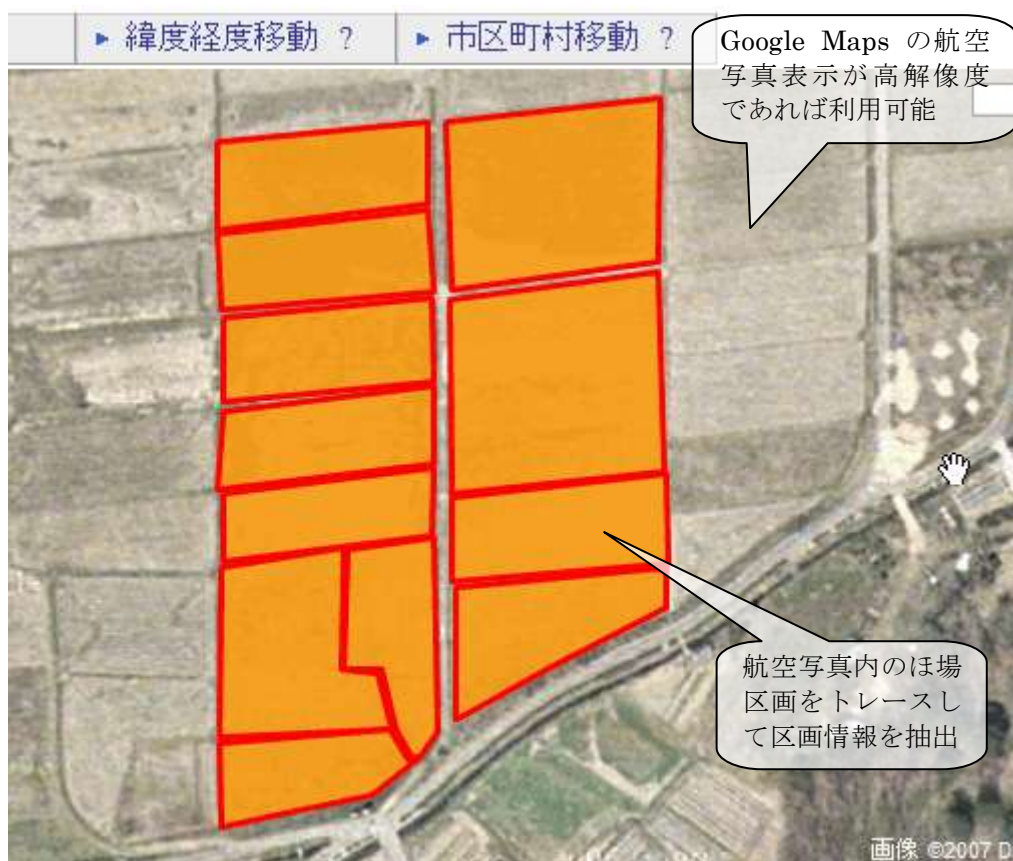 ▸ 緯度経度移動 ?
▸ 市区町村移動 ?
Google Maps の航空
写真表示が高解像度
であれば利用可能
航空写真内のほ場
区画をトレースし
て区画情報を抽出
画像 ©2007 D